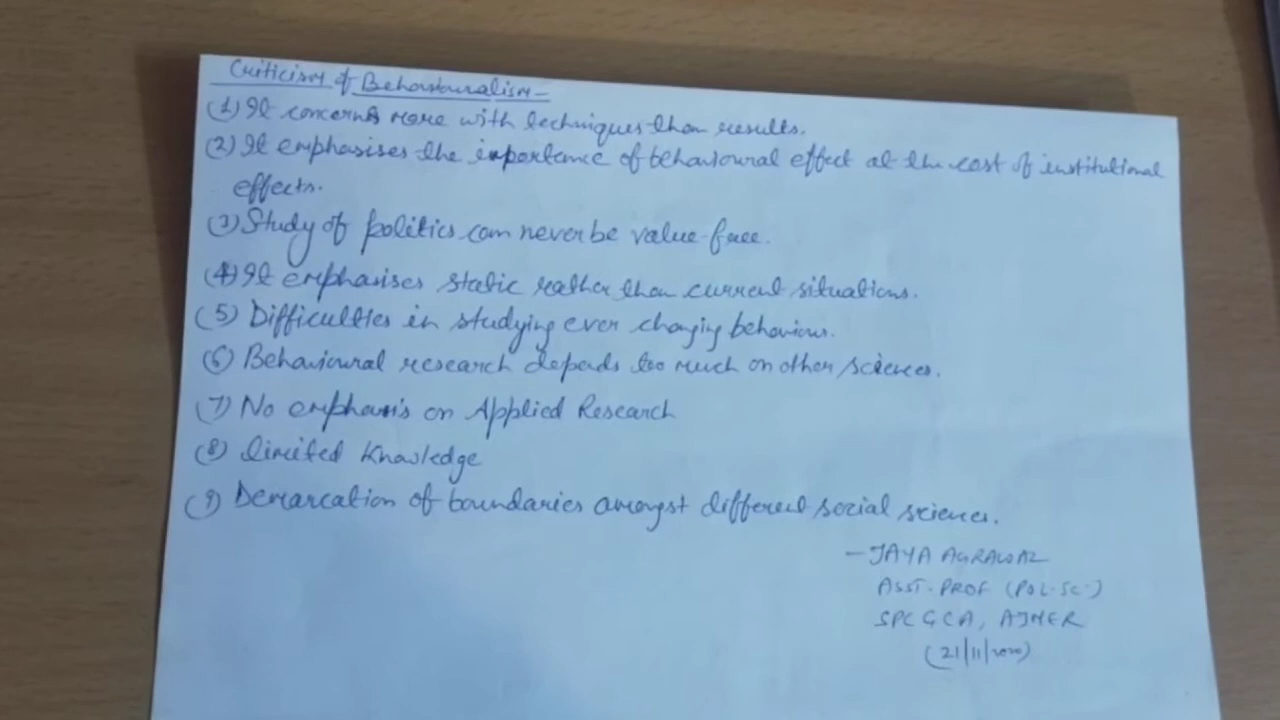 Criticism of Behaviouralism-
(1) It concerns more with techniques than results.
(2) It emphasises the importance of behavioural effect at the cost of institutional
effects.
(3) Study of politics can never be value-free.
(4) It emphasises static rather than current situations.
(5) Difficulties in studying ever changing behaviour.
(6) Behavioural research depends too much on other sciences.
(7) No emphasis on Applied Research
(8) limited Knowledge
(9) Demarcation of boundaries amongst different social sciences.
- JAYA AGRAWAL
ASST. PROF (POL. SC.)
SPC GCA, AJMER
(21/11/2020)